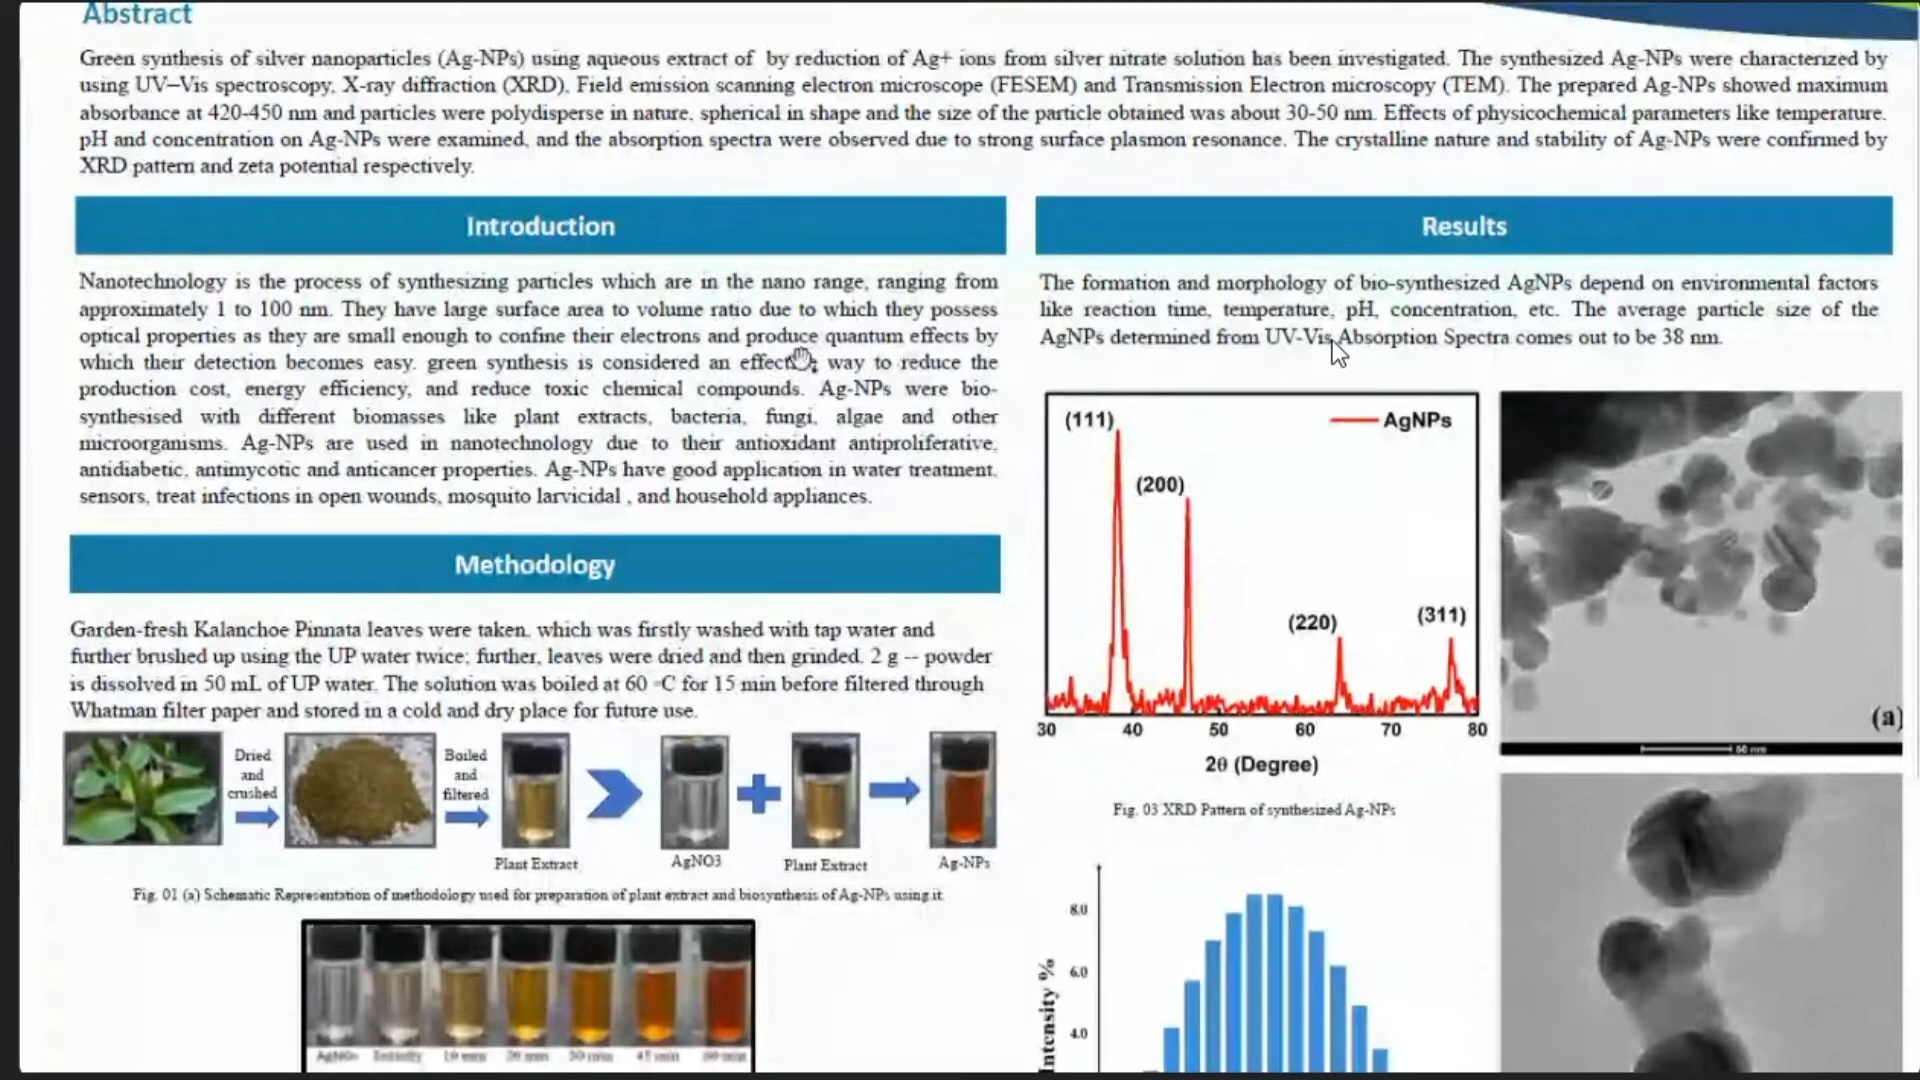 Abstract
Green synthesis of silver nanoparticles (Ag-NPs) using aqueous extract of by reduction of Ag+ ions from silver nitrate solution has been investigated. The synthesized Ag-NPs were characterized by
using UV–Vis spectroscopy, X-ray diffraction (XRD), Field emission scanning electron microscope (FESEM) and Transmission Electron microscopy (TEM). The prepared Ag-NPs showed maximum
absorbance at 420-450 nm and particles were polydisperse in nature, spherical in shape and the size of the particle obtained was about 30-50 nm. Effects of physicochemical parameters like temperature,
pH and concentration on Ag-NPs were examined, and the absorption spectra were observed due to strong surface plasmon resonance. The crystalline nature and stability of Ag-NPs were confirmed by
XRD pattern and zeta potential respectively.
Introduction
Nanotechnology is the process of synthesizing particles which are in the nano range, ranging from
approximately 1 to 100 nm. They have large surface area to volume ratio due to which they possess
optical properties as they are small enough to confine their electrons and produce quantum effects by
which their detection becomes easy. green synthesis is considered an way to reduce the
production cost, energy efficiency, and reduce toxic chemical compounds. Ag-NPs were bio-
synthesised with different biomasses like plant extracts, bacteria, fungi, algae and other
microorganisms. Ag-NPs are used in nanotechnology due to their antioxidant antiproliferative,
antidiabetic, antimycotic and anticancer properties. Ag-NPs have good application in water treatment,
sensors, treat infections in open wounds, mosquito larvicidal , and household appliances.
Methodology
Garden-fresh Kalanchoe Pinnata leaves were taken, which was firstly washed with tap water and
further brushed up using the UP water twice; further, leaves were dried and then grinded. 2 g -- powder
is dissolved in 50 mL of UP water. The solution was boiled at 60 °C for 15 min before filtered through
Whatman filter paper and stored in a cold and dry place for future use.
Dried
and
crushed
Boiled
and
filtered
Plant Extract
AgNO3
Plant Extract
Ag-NPs
Fig. 01 (a) Schematic Representation of methodology used for preparation of plant extract and biosynthesis of Ag-NPs using it.
AgNO3 10 min 20 min 30 min 45 min 60 min
Results
The formation and morphology of bio-synthesized AgNPs depend on environmental factors
like reaction time, temperature, pH, concentration, etc. The average particle size of the
AgNPs determined from UV-Vis Absorption Spectra comes out to be 38 nm.
(111)
AgNPs
(200)
(220)
(311)
30 40 50 60 70 80
2θ (Degree)
Fig. 03 XRD Pattern of synthesized Ag-NPs
(a)
50 nm
8.0
6.0
4.0
Intensity %